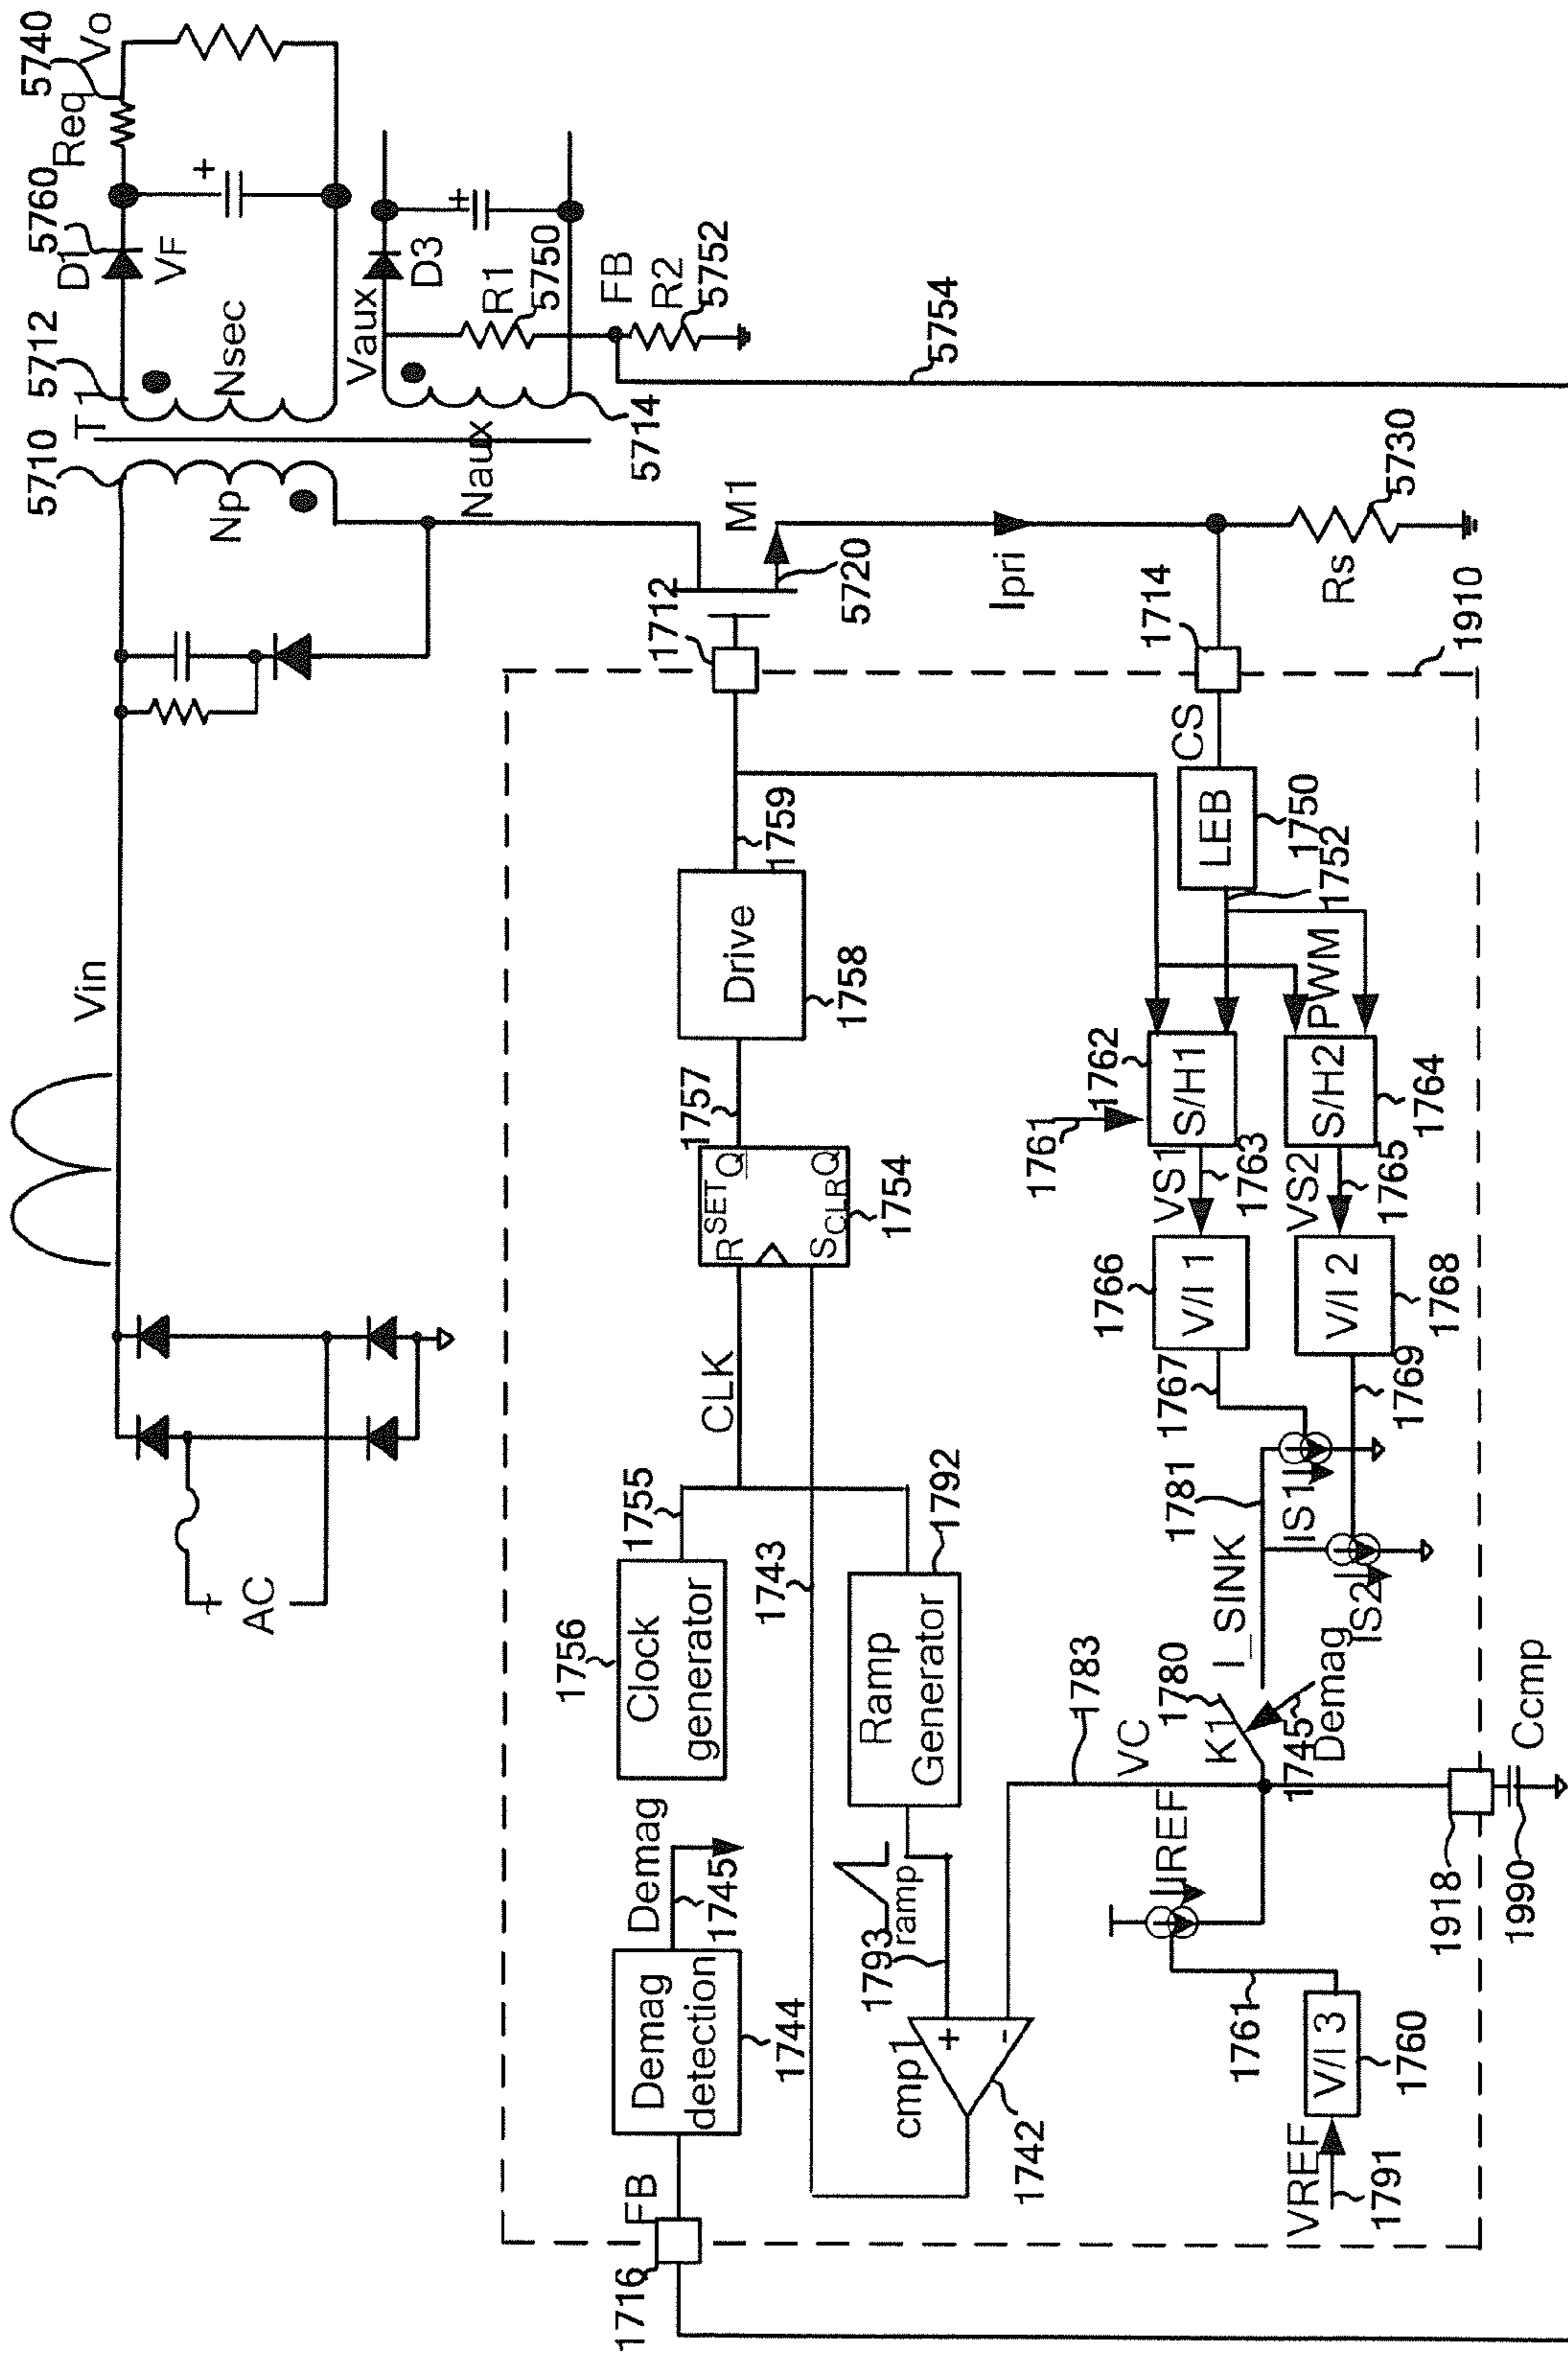 AC
Vin
5710
T1
5712
D1
5760
Req
5740
Vo
VF
Np
Nsec
Vaux
D3
R1
5750
Naux
5714
FB
R2
5752
5754
1712
M1
5720
Ipri
1714
Rs
5730
1910
1716
FB
Demag
detection
1744
Demag
1745
1756
Clock
generator
1755
CLK
R SET Q
S CLR Q
1754
1757
Drive
1758
1759
1743
cmp1
+
-
1742
1793
ramp
Ramp
Generator
1792
VC
1783
K1
1780
1745
Demag
I_SINK
1781
IS1
IS2
1767
1769
1766
V/I 1
V/I 2
1768
VS1
1763
VS2
1765
1761
1762
S/H1
S/H2
1764
PWM
1752
LEB
1750
CS
VREF
1791
V/I 3
1760
1761
IREF
1918
1990
Ccmp